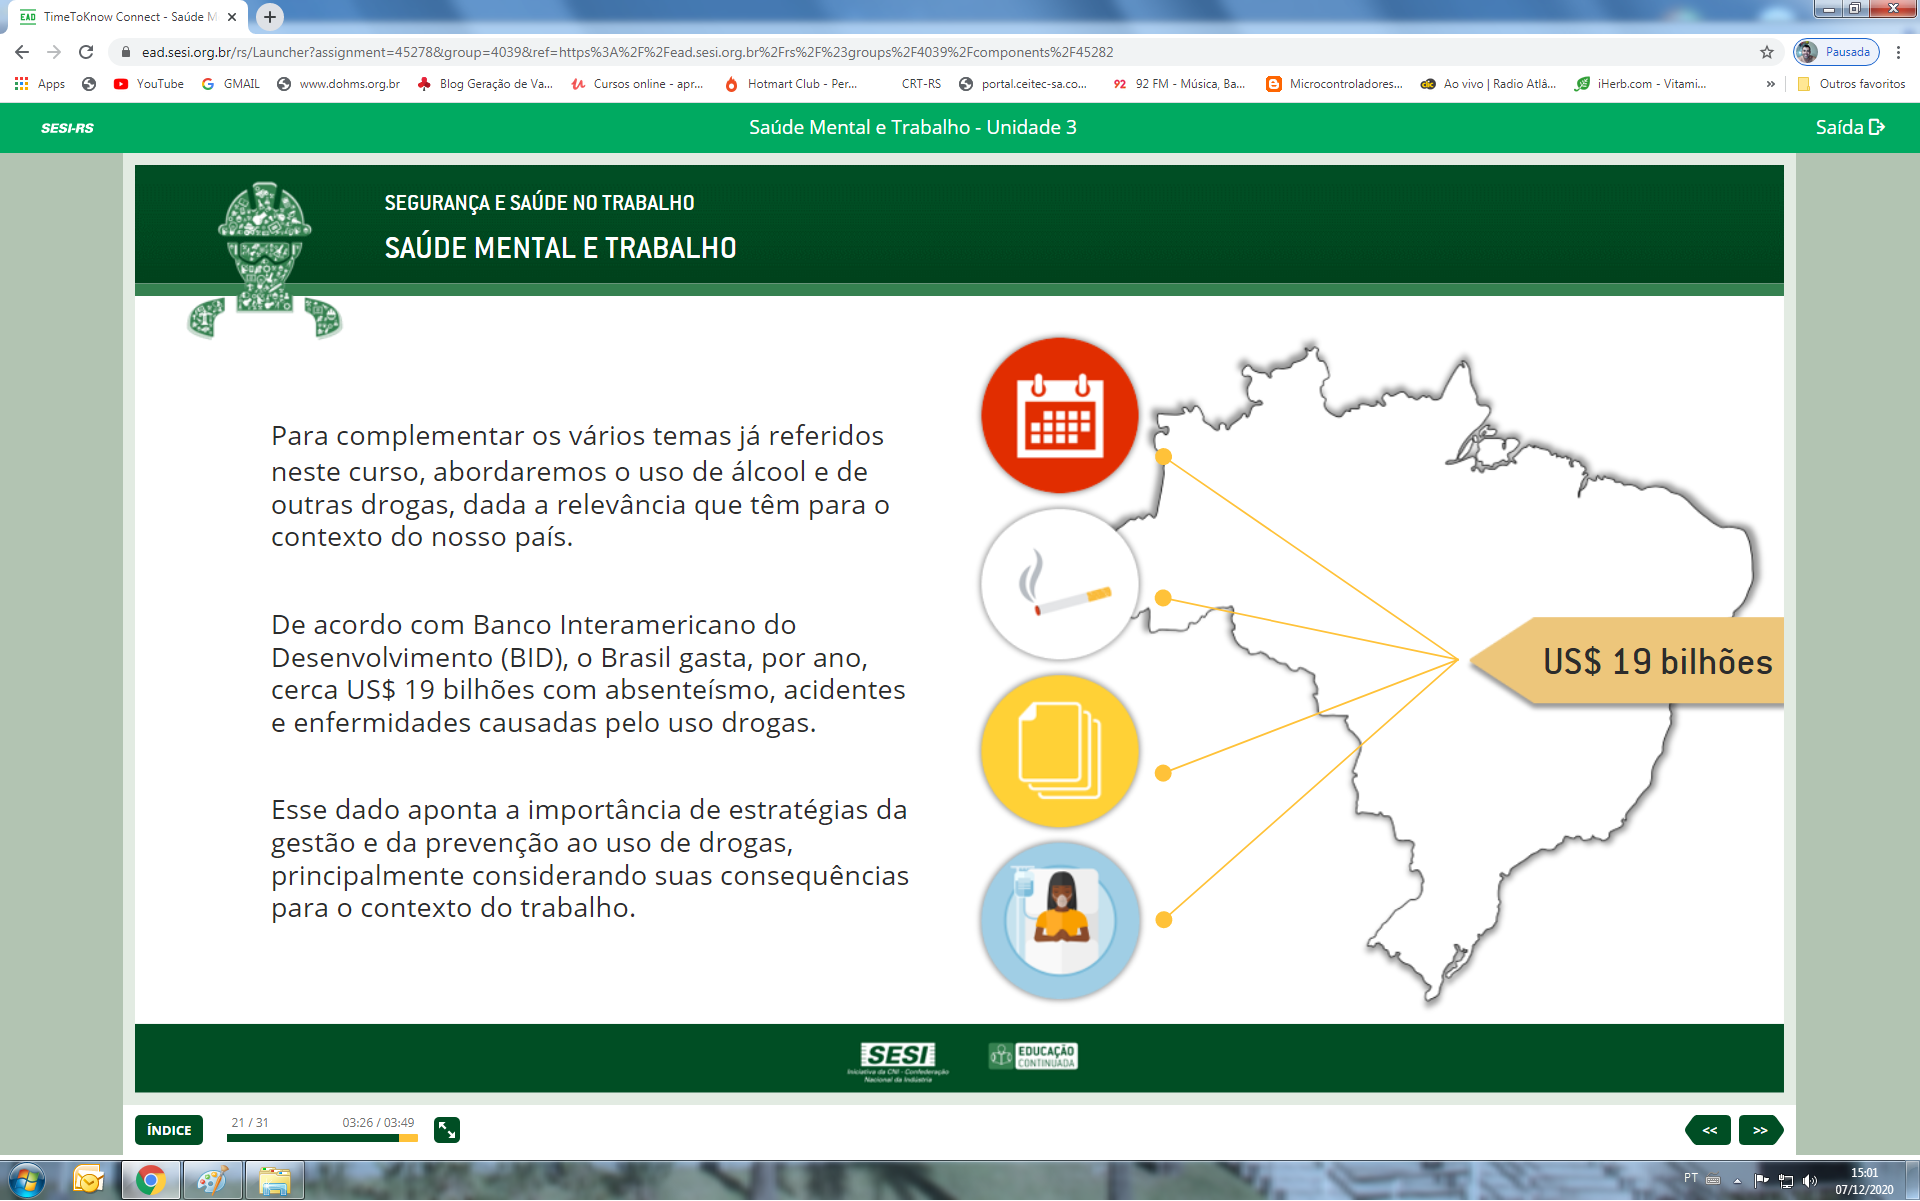 TimeToKnow Connect - Saúde M
ead.sesi.org.br/rs/Launcher?assignment=45278&group=4039&ref=https%3A%2F%2Fead.sesi.org.br%2Frs%2F%23groups%2F4039%2Fcomponents%2F45282
Pausada
Apps
YouTube
GMAIL
www.dohms.org.br
Blog Geração de Va...
Cursos online - apr...
Hotmart Club - Per...
CRT-RS
portal.ceitec-sa.co...
92 FM - Música, Ba...
Microcontroladores...
Ao vivo | Radio Atlâ...
iHerb.com - Vitami...
»
Outros favoritos
SESI-RS
Saúde Mental e Trabalho - Unidade 3
Saída
SEGURANÇA E SAÚDE NO TRABALHO
SAÚDE MENTAL E TRABALHO
Para complementar os vários temas já referidos
neste curso, abordaremos o uso de álcool e de
outras drogas, dada a relevância que têm para o
contexto do nosso país.
De acordo com Banco Interamericano do
Desenvolvimento (BID), o Brasil gasta, por ano,
cerca US$ 19 bilhões com absenteísmo, acidentes
e enfermidades causadas pelo uso drogas.
Esse dado aponta a importância de estratégias da
gestão e da prevenção ao uso de drogas,
principalmente considerando suas consequências
para o contexto do trabalho.
US$ 19 bilhões
SESI
Iniciativa da CNI - Confederação
Nacional da Indústria
EDUCAÇÃO
CONTINUADA
ÍNDICE
21 / 31
03:26 / 03:49
<<
>>
PT
15:01
07/12/2020